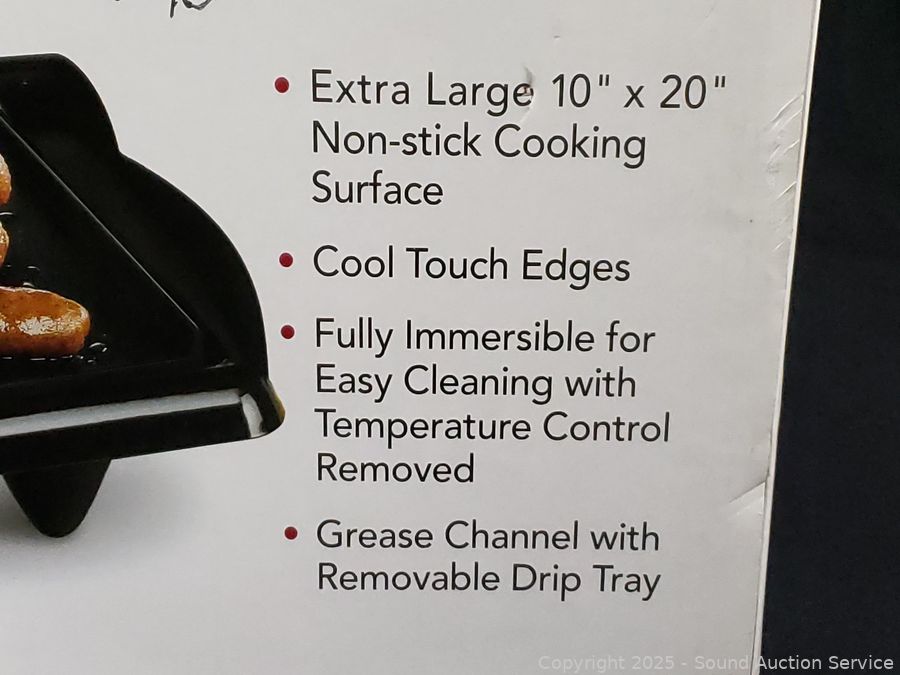 Extra Large 10" x 20"
Non-stick Cooking
Surface
Cool Touch Edges
Fully Immersible for
Easy Cleaning with
Temperature Control
Removed
Grease Channel with
Removable Drip Tray
Copyright 2025 - Sound Auction Service